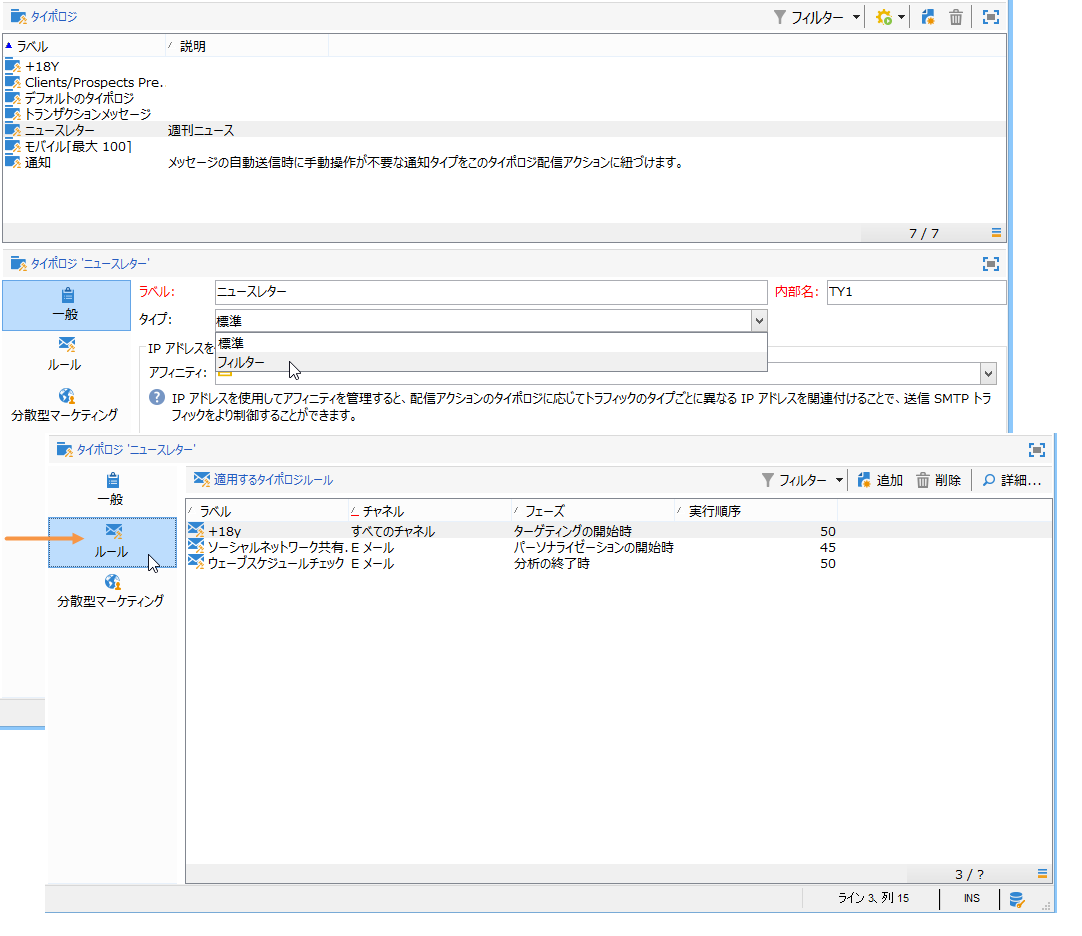 タイポロジ フィルター
ラベル 説明
+18Y
Clients/Prospects Pre.
デフォルトのタイポロジ
トランザクションメッセージ
ニュースレター 週刊ニュース
モバイル[最大 100]
通知 メッセージの自動送信時に手動操作が不要な通知タイプをこのタイポロジ配信アクションに紐づけます。
7 / 7
タイポロジ 'ニュースレター'
一般
ルール
分散型マーケティング
ラベル: ニュースレター 内部名: TY1
タイプ: 標準
標準
フィルター
IP アドレスを
アフィニティ:
IP アドレスを使用してアフィニティを管理すると、配信アクションのタイポロジに応じてトラフィックのタイプごとに異なる IP アドレスを関連付けることで、送信 SMTP トラ
フィックをより制御することができます。
タイポロジ 'ニュースレター'
一般
ルール
分散型マーケティング
適用するタイポロジルール フィルター 追加 削除 詳細...
ラベル チャネル フェーズ 実行順序
+18y すべてのチャネル ターゲティングの開始時 50
ソーシャルネットワーク共有. E メール パーソナライゼーションの開始時 45
ウェーブスケジュールチェック E メール 分析の終了時 50
3 / ?
ライン 3、列 15 INS